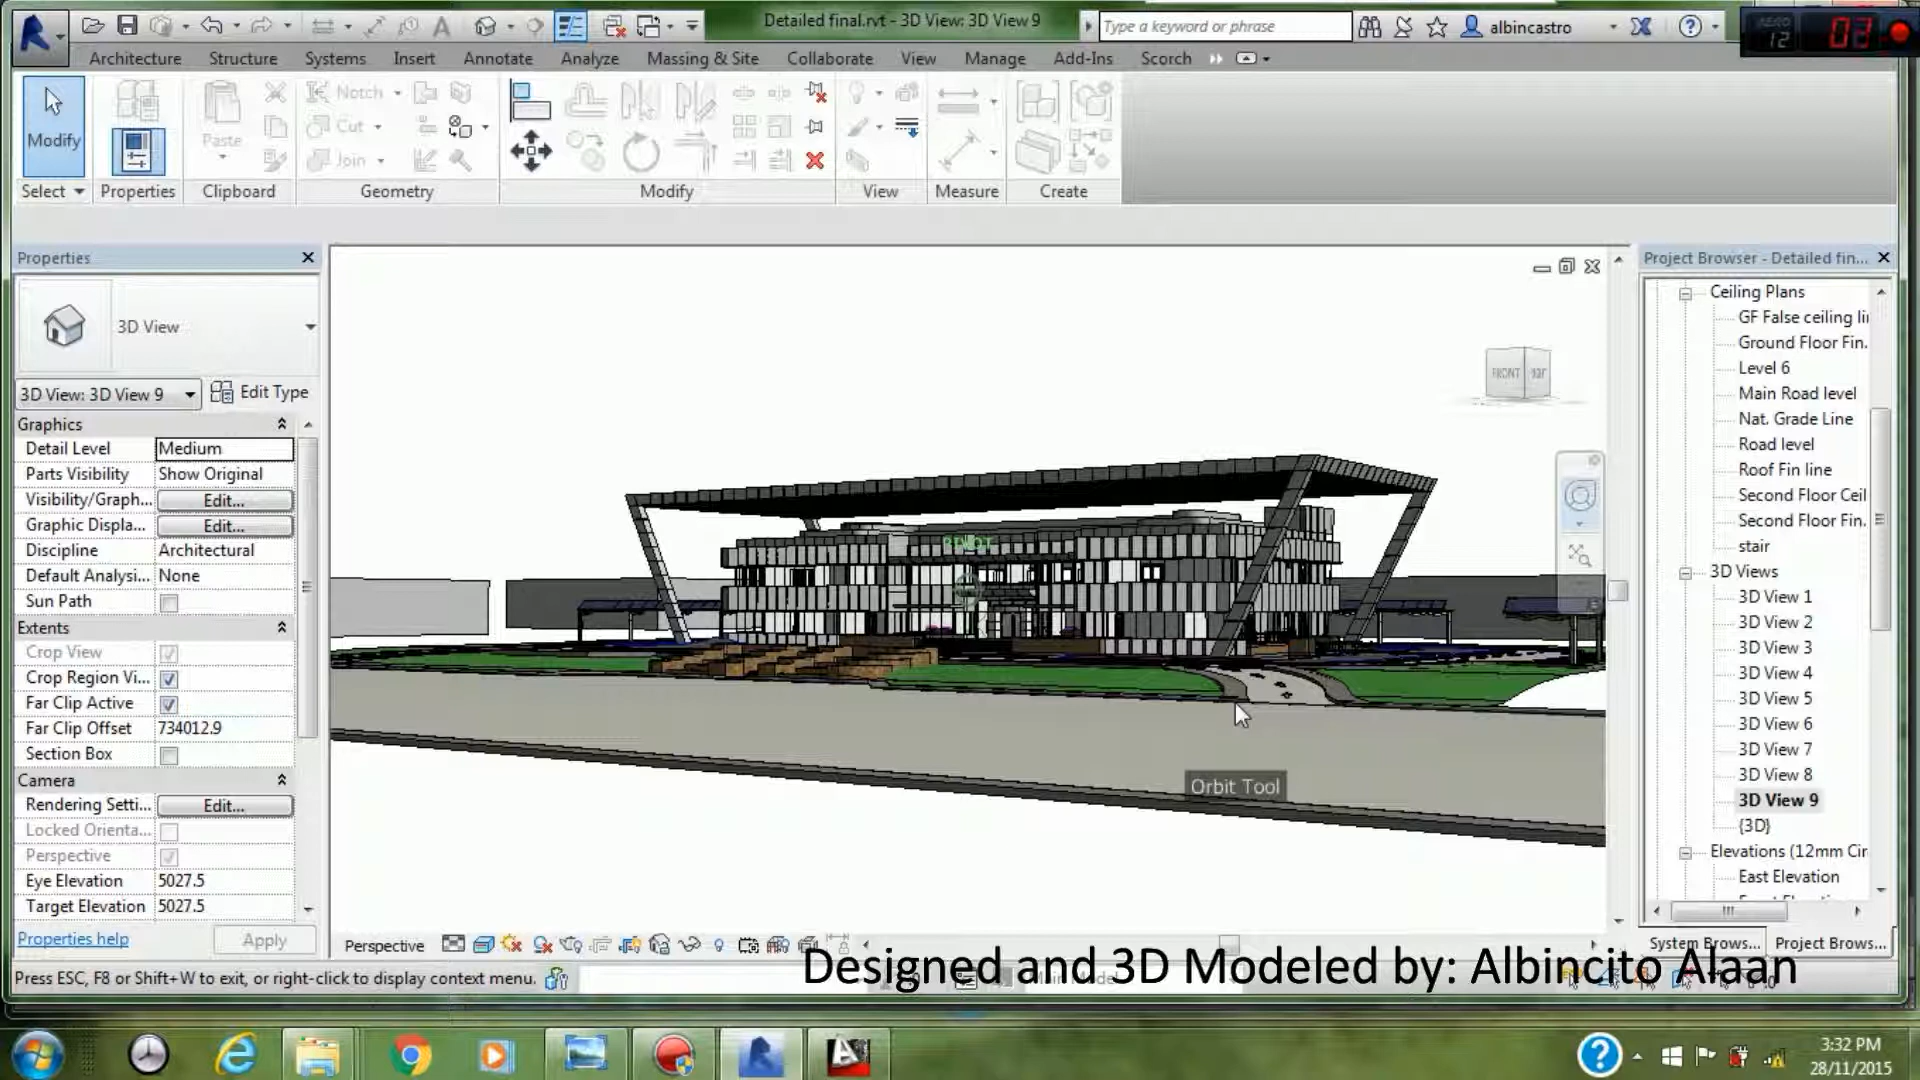 Detailed final.rvt - 3D View: 3D View 9
Type a keyword or phrase
albincastro
12
03
Architecture Structure Systems Insert Annotate Analyze Massing & Site Collaborate View Manage Add-Ins Scorch
Modify
Paste
Notch
Cut
Join
Select Properties Clipboard Geometry Modify View Measure Create
Properties
3D View
3D View: 3D View 9 Edit Type
Graphics
Detail Level Medium
Parts Visibility Show Original
Visibility/Graph... Edit...
Graphic Displa... Edit...
Discipline Architectural
Default Analysi... None
Sun Path
Extents
Crop View
Crop Region Vi...
Far Clip Active
Far Clip Offset 734012.9
Section Box
Camera
Rendering Setti... Edit...
Locked Orienta...
Perspective
Eye Elevation 5027.5
Target Elevation 5027.5
Properties help Apply
FRONT
Orbit Tool
Perspective
Project Browser - Detailed fin...
Ceiling Plans
GF False ceiling li
Ground Floor Fin.
Level 6
Main Road level
Nat. Grade Line
Road level
Roof Fin line
Second Floor Ceil
Second Floor Fin.
stair
3D Views
3D View 1
3D View 2
3D View 3
3D View 4
3D View 5
3D View 6
3D View 7
3D View 8
3D View 9
{3D}
Elevations (12mm Cir
East Elevation
System Brows... Project Brows...
Press ESC, F8 or Shift+W to exit, or right-click to display context menu.
Designed and 3D Modeled by: Albincito Alaan
3:32 PM
28/11/2015